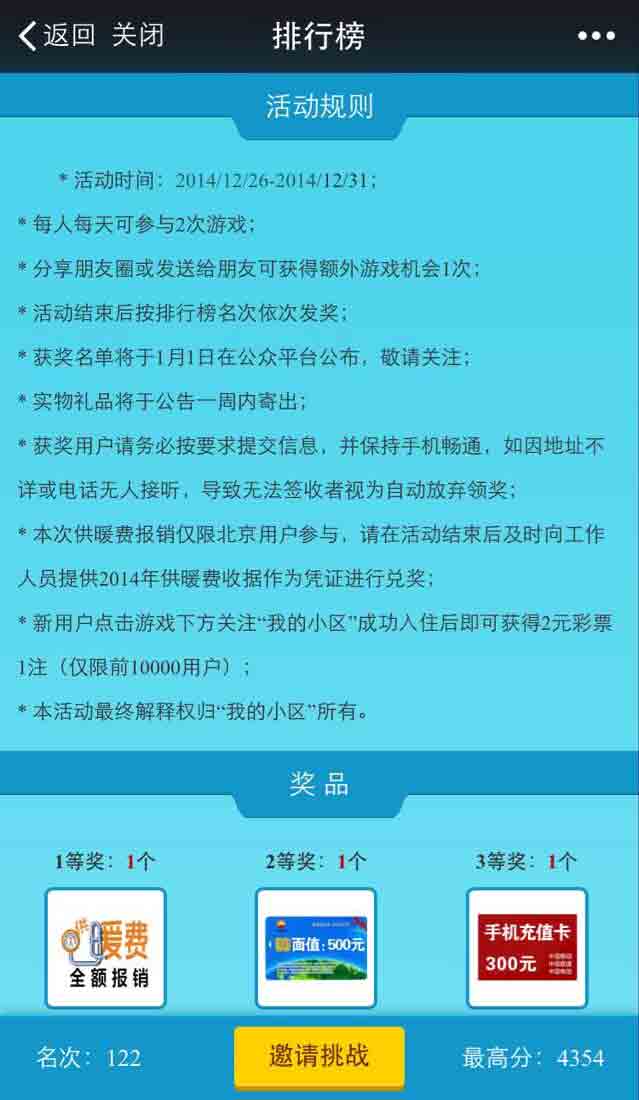 返回 关闭 排行榜
活动规则
* 活动时间：2014/12/26-2014/12/31；
* 每人每天可参与2次游戏；
* 分享朋友圈或发送给朋友可获得额外游戏机会1次；
* 活动结束后按排行榜名次依次发奖；
* 获奖名单将于1月1日在公众平台公布，敬请关注；
* 实物礼品将于公告一周内寄出；
* 获奖用户请务必按要求提交信息，并保持手机畅通，如因地址不
详或电话无人接听，导致无法签收者视为自动放弃领奖；
* 本次供暖费报销仅限北京用户参与，请在活动结束后及时向工作
人员提供2014年供暖费收据作为凭证进行兑奖；
* 新用户点击游戏下方关注“我的小区”成功入住后即可获得2元彩票
1注（仅限前10000用户）；
* 本活动最终解释权归“我的小区”所有。
奖 品
1等奖：1个 2等奖：1个 3等奖：1个
供暖费
全额报销
面值：500元
手机充值卡
300元
名次：122 邀请挑战 最高分：4354